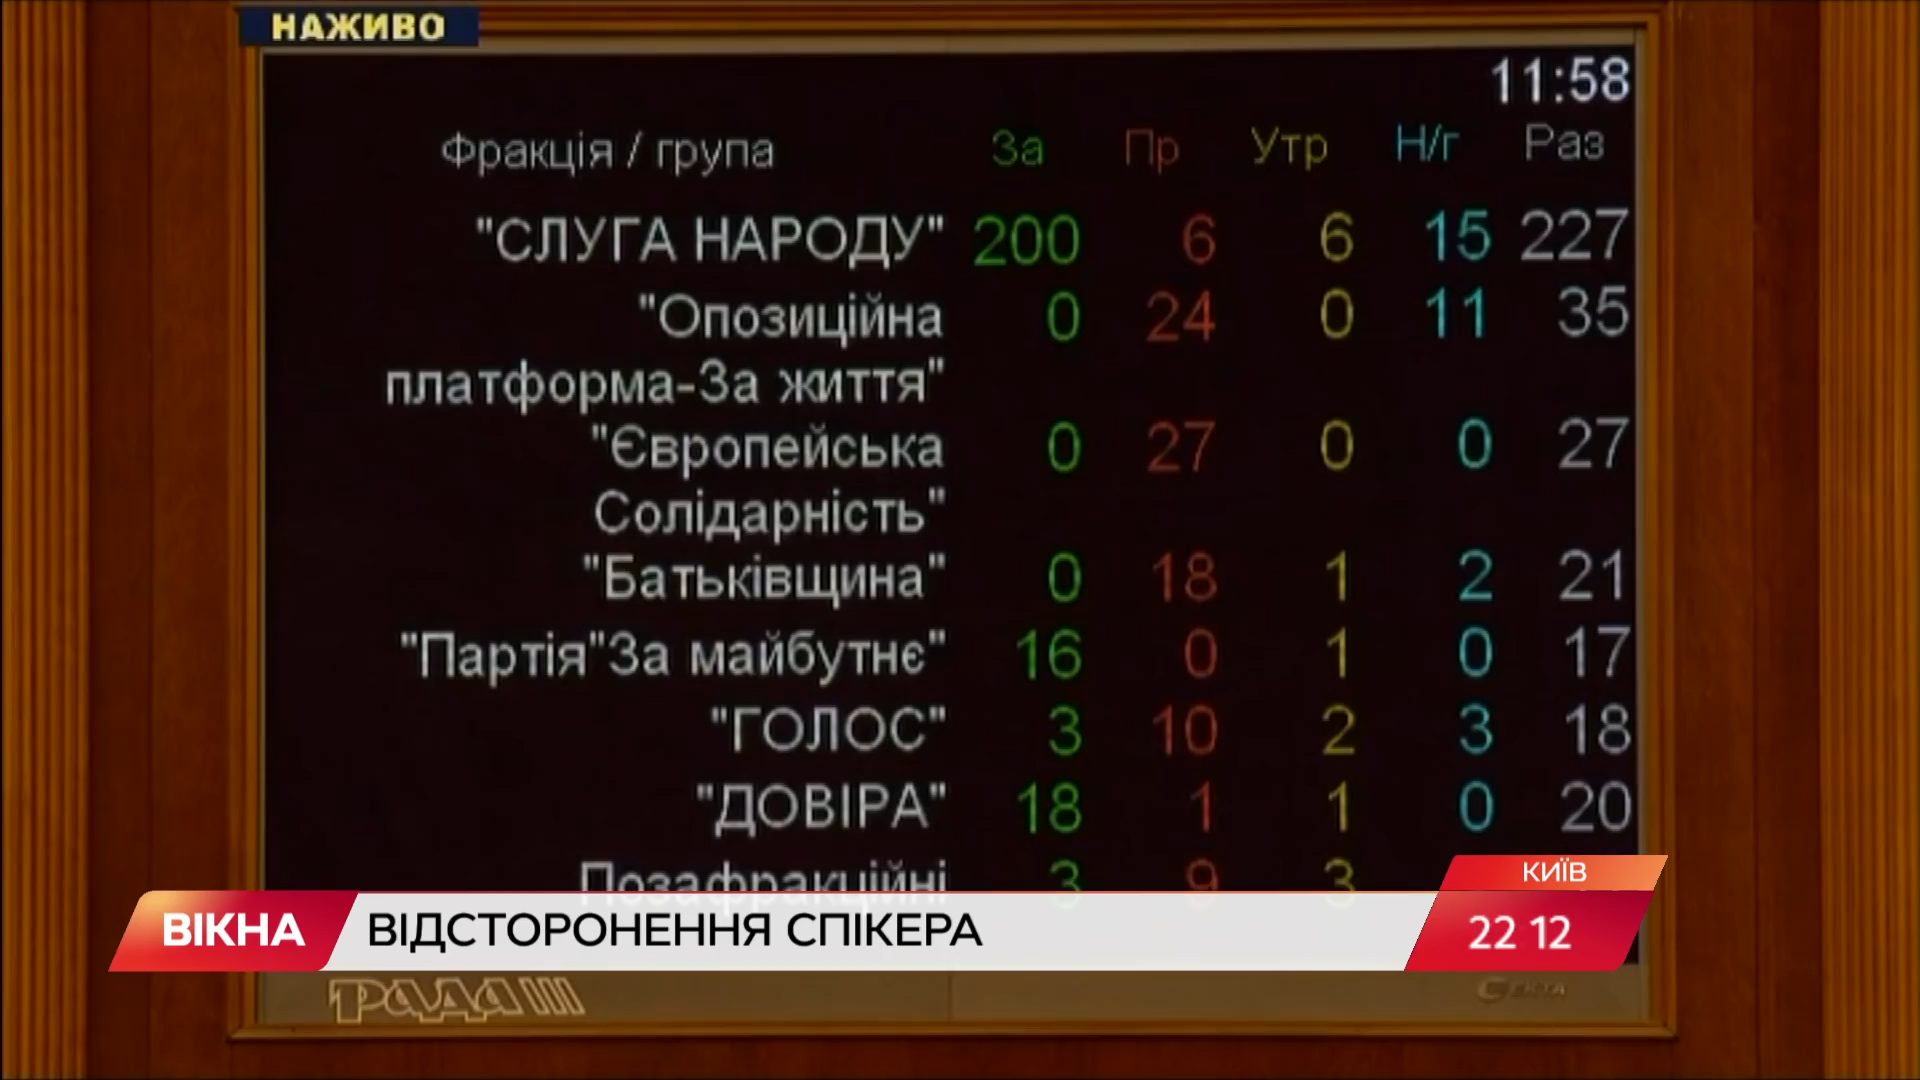 НАЖИВО
11:58
Фракція / група За Пр Утр Н/г Раз
"СЛУГА НАРОДУ" 200 6 6 15 227
"Опозиційна 0 24 0 11 35
платформа-За життя"
"Європейська 0 27 0 0 27
Солідарність"
"Батьківщина" 0 18 1 2 21
"Партія"За майбутнє" 16 0 1 0 17
"ГОЛОС" 3 10 2 3 18
"ДОВІРА" 18 1 1 0 20
Позафракційні 3 9 3
КИЇВ
ВІКНА ВІДСТОРОНЕННЯ СПІКЕРА 22 12
РАДА